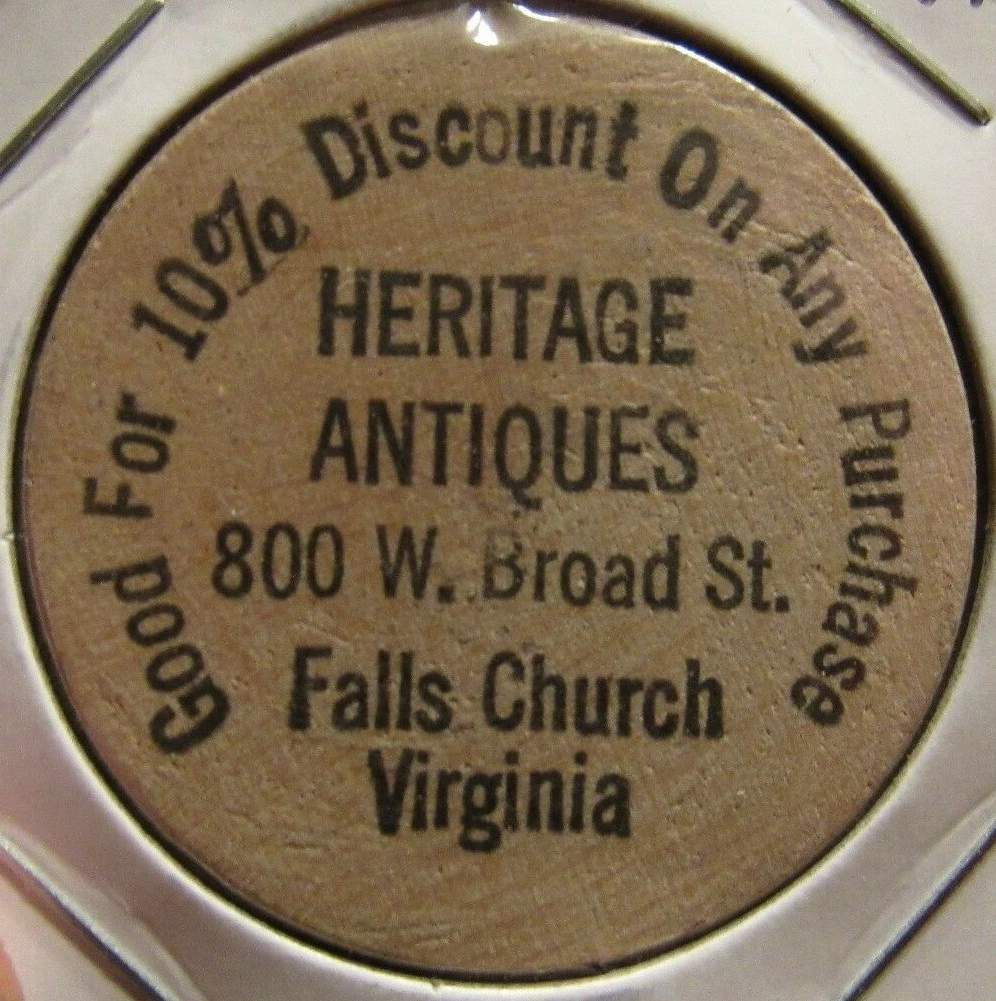 Good For 10% Discount On Any Purchase
HERITAGE
ANTIQUES
800 W. Broad St.
Falls Church
Virginia